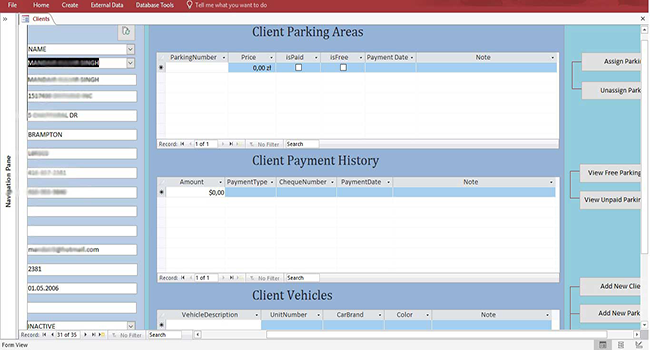 File Home Create External Data Database Tools Tell me what you want to do
Clients
Navigation Pane
NAME
SINGH
SINGH
DR
BRAMPTON
.com
2381
01.05.2006
INACTIVE
Record: 31 of 35 No Filter Search
Client Parking Areas
ParkingNumber Price isPaid isFree Payment Date Note
0,00 zł
Record: 1 of 1 No Filter Search
Client Payment History
Amount PaymentType ChequeNumber PaymentDate Note
$0,00
Record: 1 of 1 No Filter Search
Client Vehicles
VehicleDescription UnitNumber CarBrand Color Note
Assign Parki
Unassign Park
View Free Parking
View Unpaid Parkin
Add New Clie
Add New Park
Form View